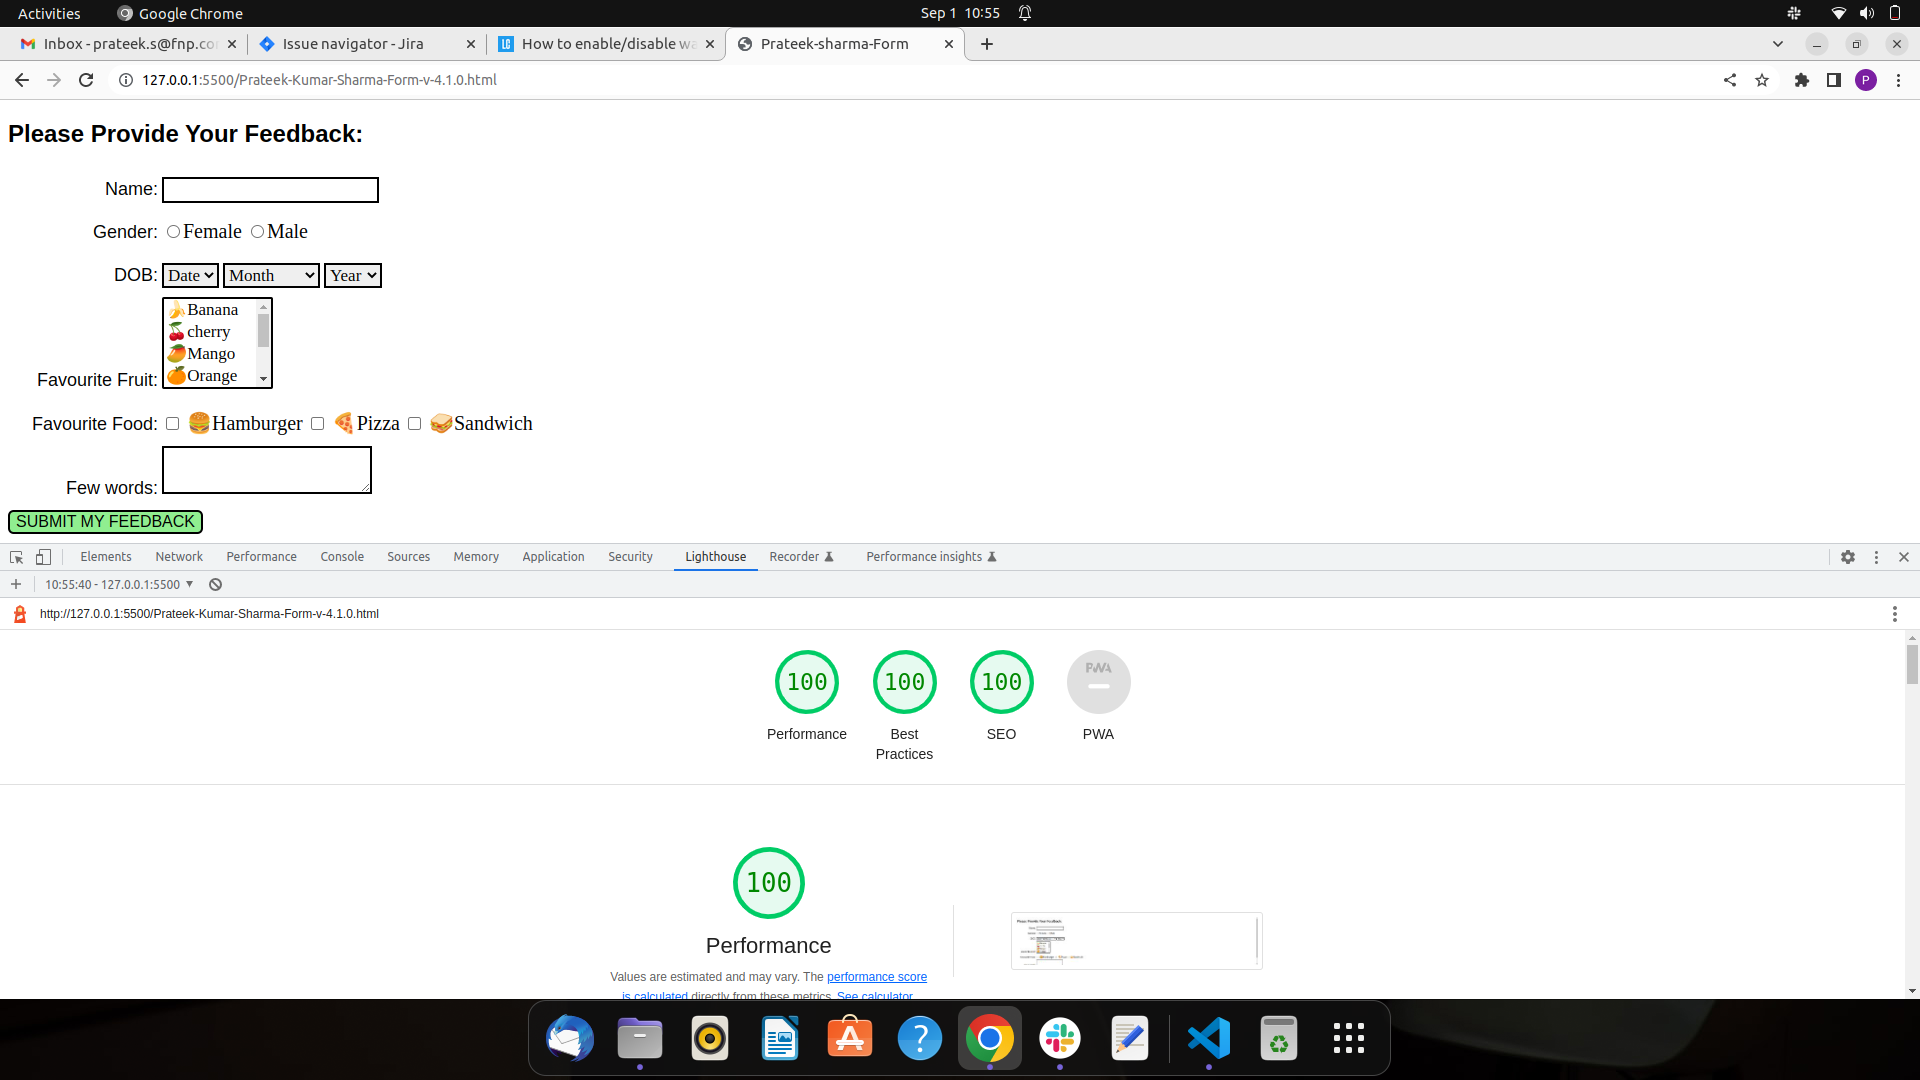 Activities
Google Chrome
Sep 1 10:55
Inbox - prateek.s@fnp.co
Issue navigator - Jira
LC
How to enable/disable wa
Prateek-sharma-Form
127.0.0.1:5500/Prateek-Kumar-Sharma-Form-v-4.1.0.html
P
Please Provide Your Feedback:
Name:
Gender: Female Male
DOB: Date Month Year
🍌Banana
🍒cherry
🥭Mango
Favourite Fruit: 🍊Orange
Favourite Food: 🍔Hamburger 🍕Pizza 🥪Sandwich
Few words:
SUBMIT MY FEEDBACK
Elements Network Performance Console Sources Memory Application Security Lighthouse Recorder Performance insights
10:55:40 - 127.0.0.1:5500
http://127.0.0.1:5500/Prateek-Kumar-Sharma-Form-v-4.1.0.html
100 100 100 PWA
Performance Best Practices SEO PWA
100
Performance
Values are estimated and may vary. The performance score
is calculated directly from these metrics. See calculator.